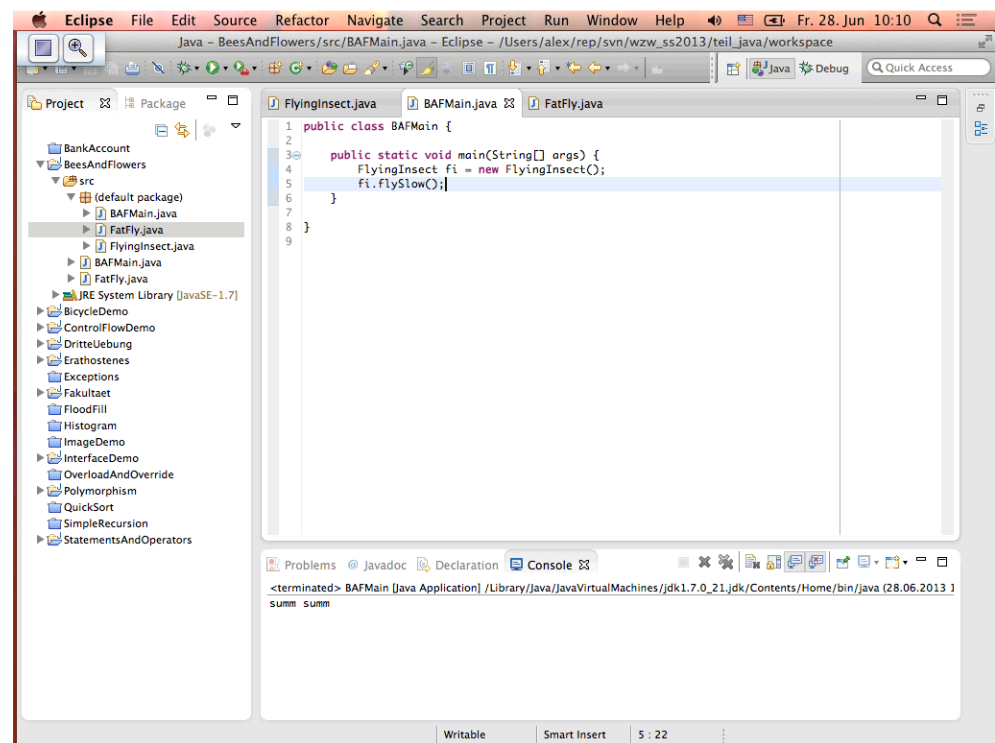 Eclipse File Edit Source Refactor Navigate Search Project Run Window Help Fr. 28. Jun 10:10
Java – BeesAndFlowers/src/BAFMain.java – Eclipse – /Users/alex/rep/svn/wzw_ss2013/teil_java/workspace
Java Debug Quick Access
Project Package
BankAccount
BeesAndFlowers
src
(default package)
BAFMain.java
FatFly.java
FlyingInsect.java
BAFMain.java
FatFly.java
JRE System Library [JavaSE-1.7]
BicycleDemo
ControlFlowDemo
DritteUebung
Erathostenes
Exceptions
Fakultaet
FloodFill
Histogram
ImageDemo
InterfaceDemo
OverloadAndOverride
Polymorphism
QuickSort
SimpleRecursion
StatementsAndOperators
FlyingInsect.java BAFMain.java FatFly.java
1 public class BAFMain {
2
3 public static void main(String[] args) {
4 FlyingInsect fi = new FlyingInsect();
5 fi.flySlow();
6 }
7
8 }
9
Problems @ Javadoc Declaration Console
<terminated> BAFMain [Java Application] /Library/Java/JavaVirtualMachines/jdk1.7.0_21.jdk/Contents/Home/bin/java (28.06.2013 1
summ summ
Writable Smart Insert 5 : 22